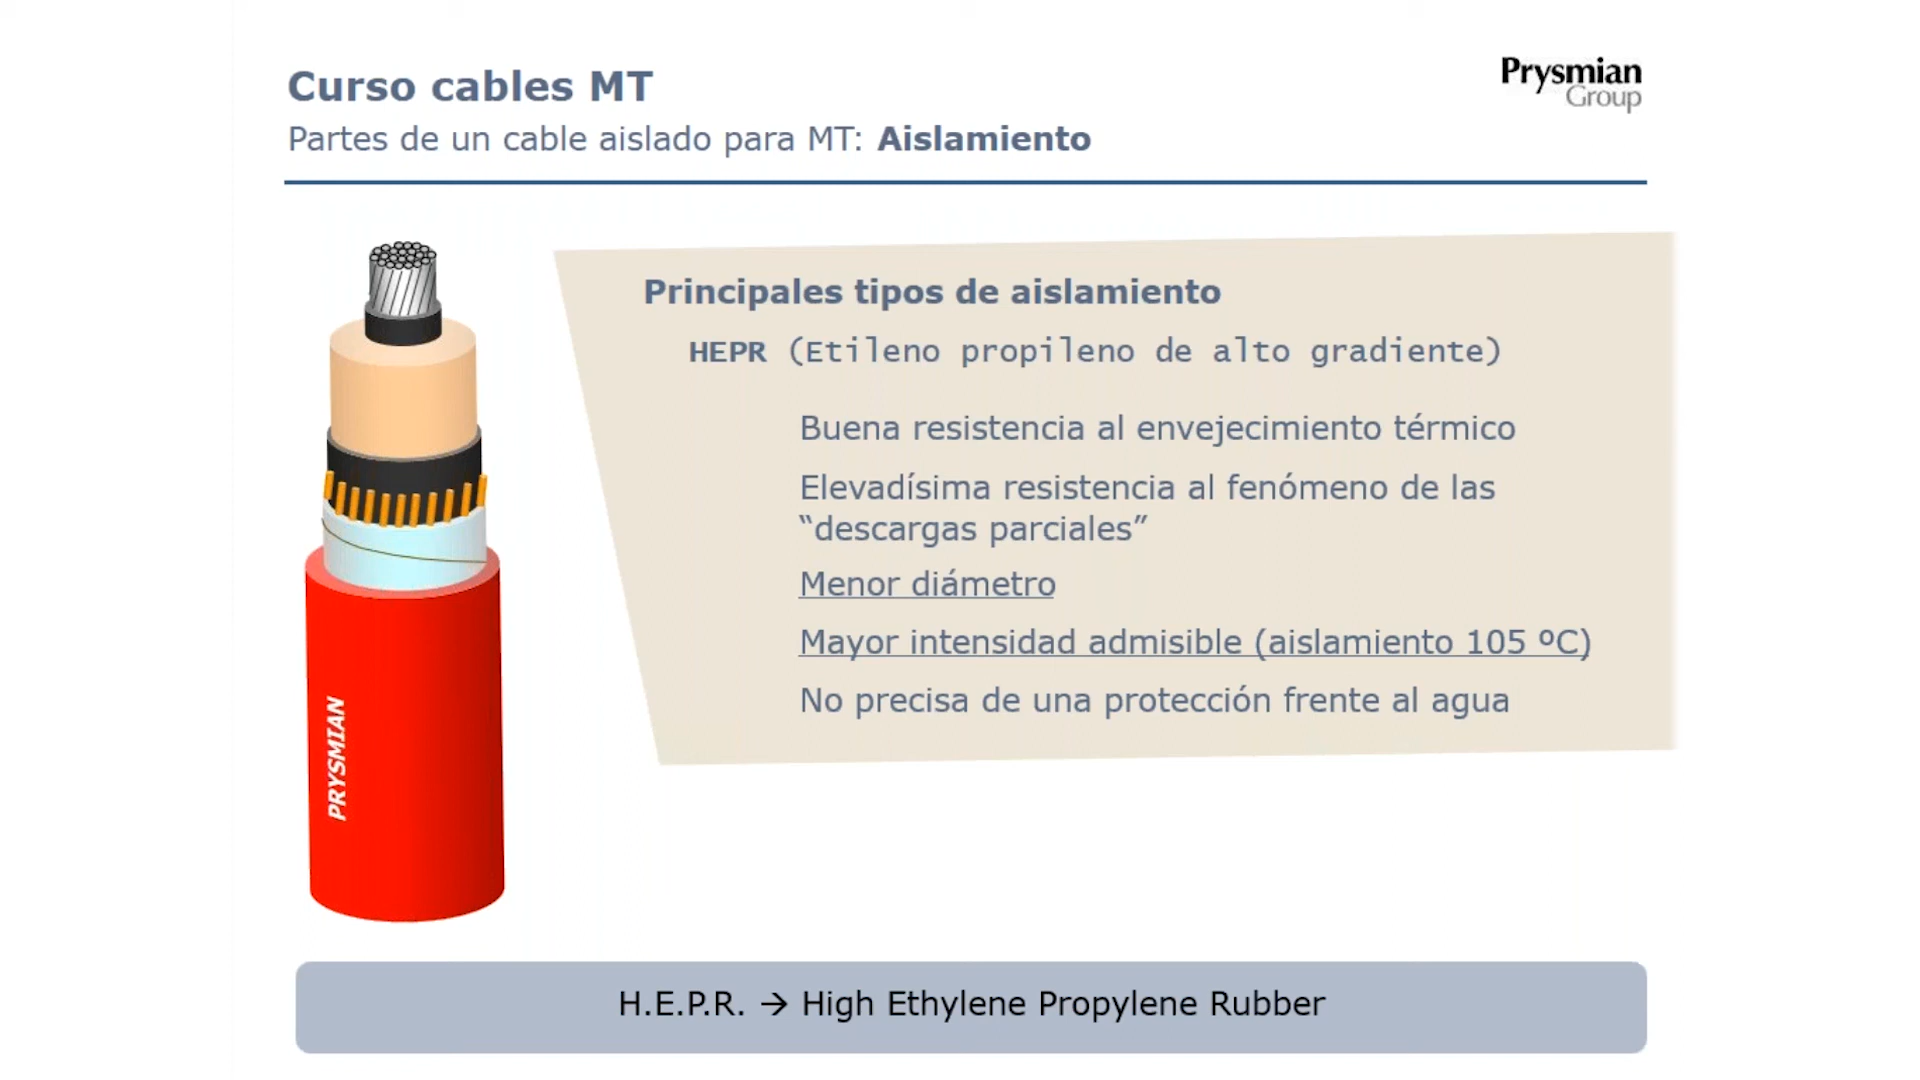 Curso cables MT
Prysmian
Group
Partes de un cable aislado para MT: Aislamiento
Principales tipos de aislamiento
HEPR (Etileno propileno de alto gradiente)
Buena resistencia al envejecimiento térmico
Elevadísima resistencia al fenómeno de las
“descargas parciales”
Menor diámetro
Mayor intensidad admisible (aislamiento 105 ºC)
No precisa de una protección frente al agua
PRYSMIAN
H.E.P.R. → High Ethylene Propylene Rubber